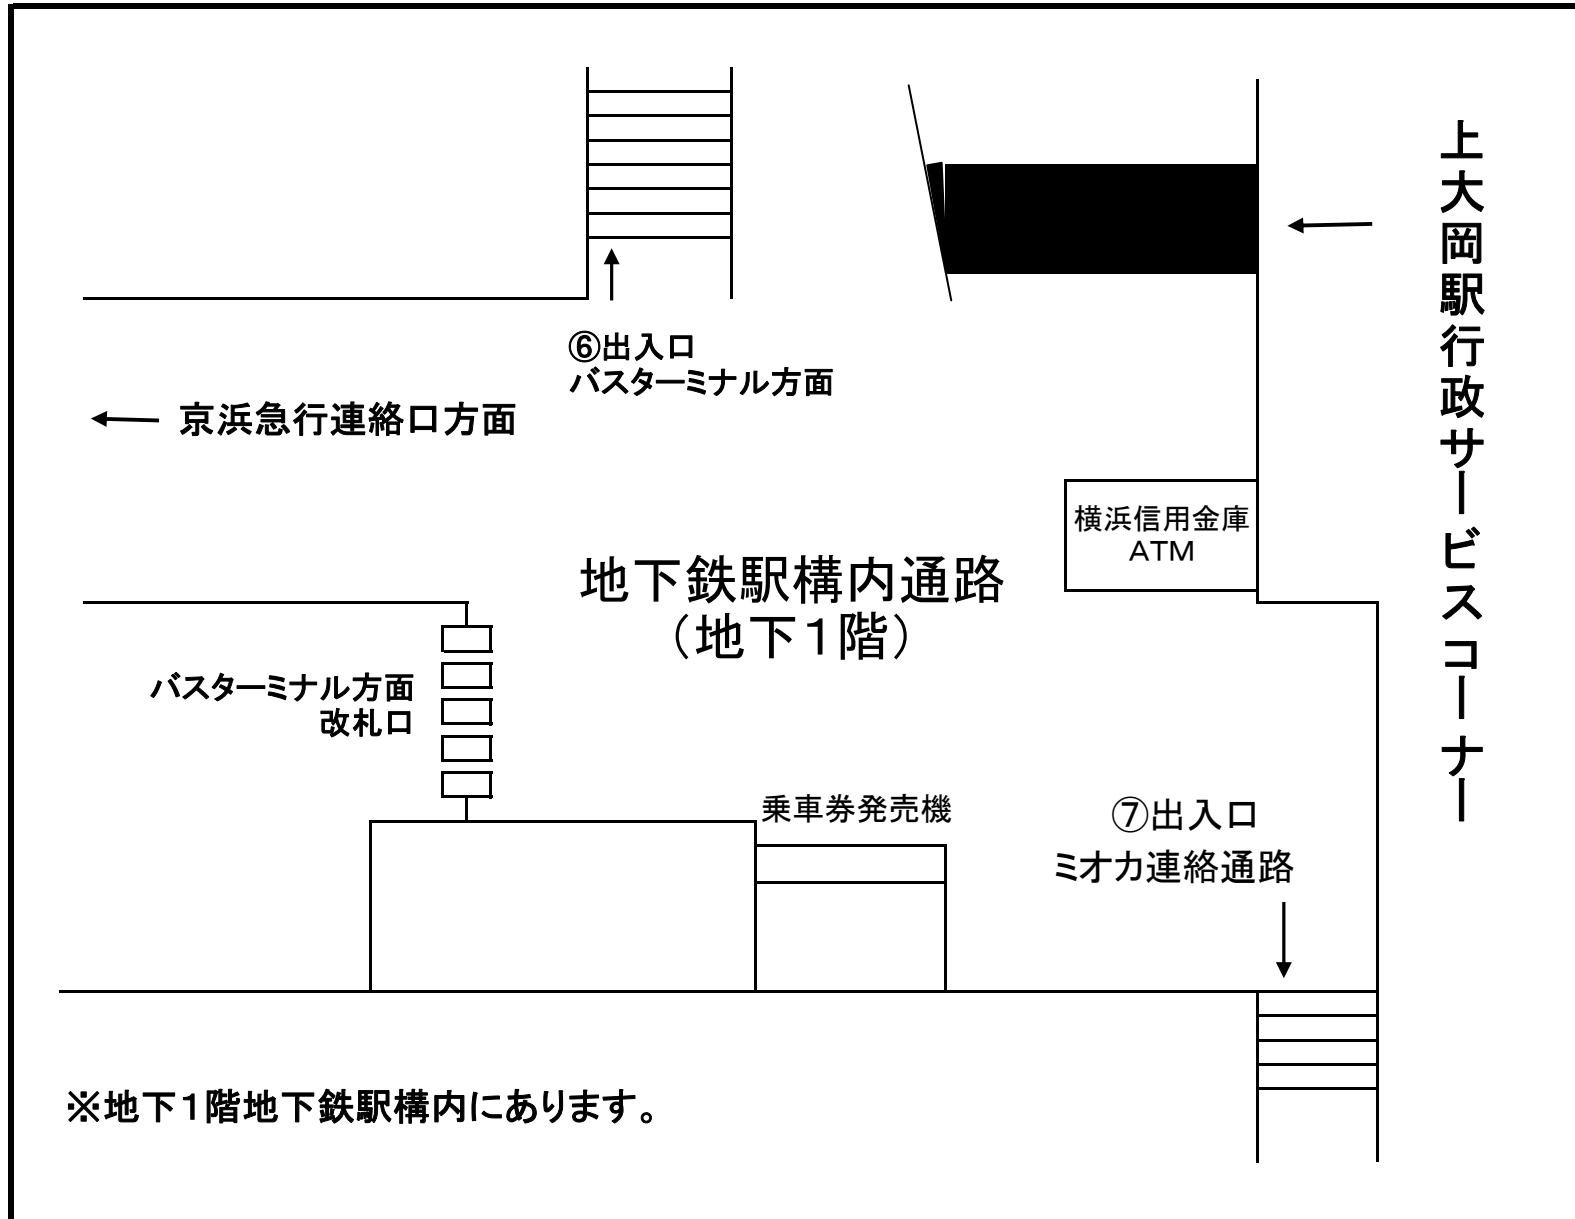 上大岡駅行政サービスコーナー
⑥出入口
バスターミナル方面
京浜急行連絡口方面
横浜信用金庫
ATM
地下鉄駅構内通路
（地下１階）
バスターミナル方面
改札口
乗車券発売機
⑦出入口
ミオカ連絡通路
※地下１階地下鉄駅構内にあります。